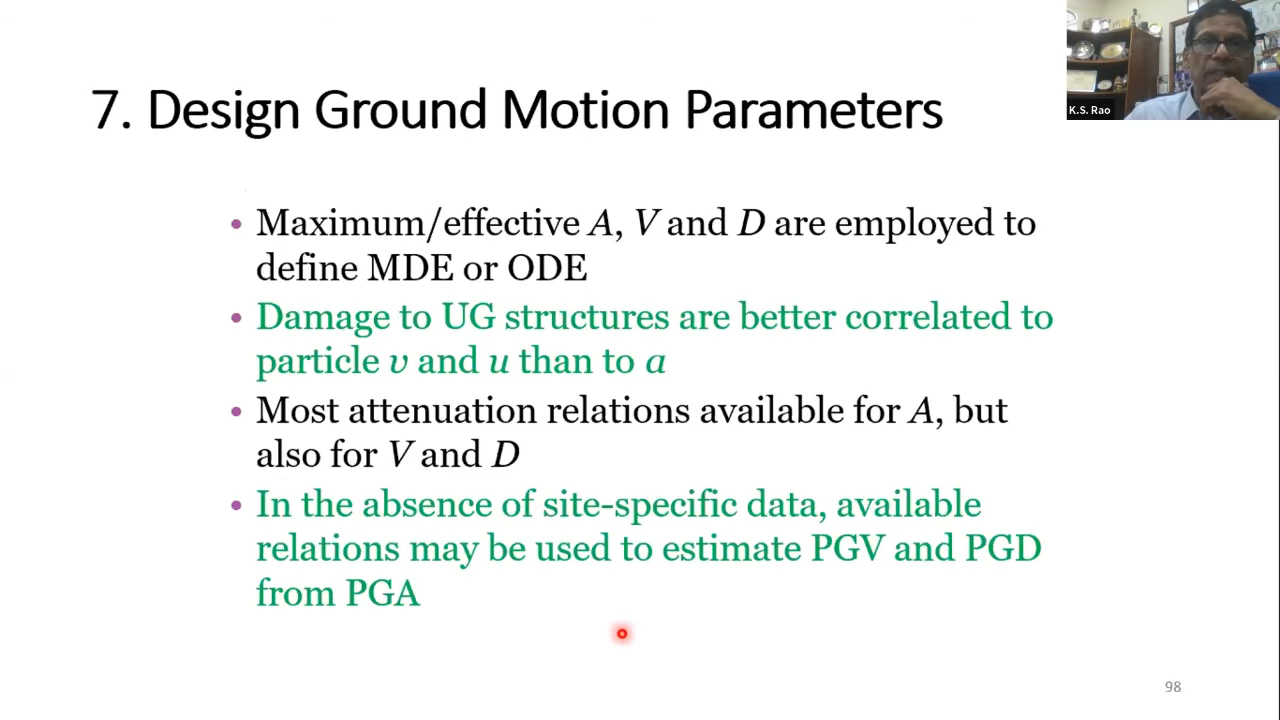 K.S. Rao
7. Design Ground Motion Parameters
• Maximum/effective A, V and D are employed to
define MDE or ODE
• Damage to UG structures are better correlated to
particle v and u than to a
• Most attenuation relations available for A, but
also for V and D
• In the absence of site-specific data, available
relations may be used to estimate PGV and PGD
from PGA
98